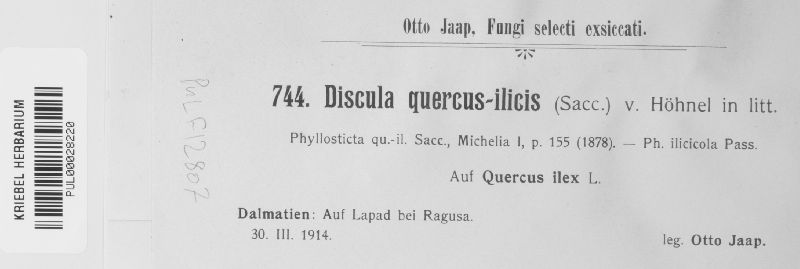 Otto Jaap, Fungi selecti exsiccati.
744. Discula quercus-ilicis (Sacc.) v. Höhnel in litt.
Phyllosticta qu.-il. Sacc., Michelia I, p. 155 (1878). — Ph. ilicicola Pass.
Auf Quercus ilex L.
Dalmatien: Auf Lapad bei Ragusa.
30. III. 1914.
leg. Otto Jaap.
KRIEBEL HERBARIUM
PUL00028220
PULF12807